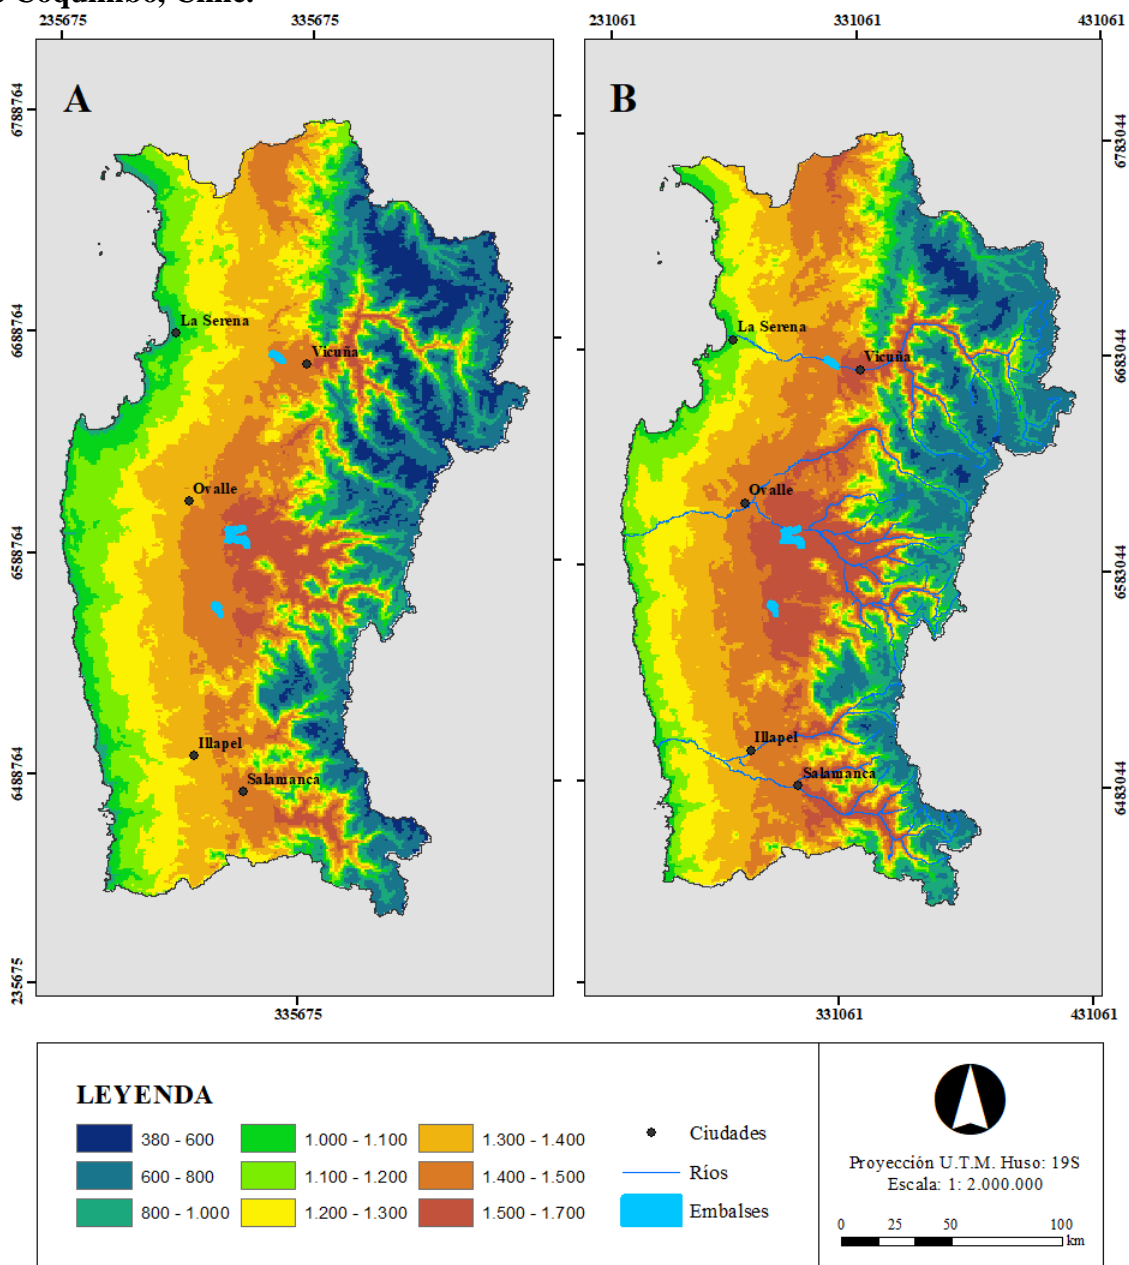 Coquimbo, Chile.
235675 335675 231061 331061 431061
A B
6788764 6783044
La Serena
Vicuña
La Serena
Vicuña
6688764 6683044
Ovalle
Ovalle
6588764 6583044
Illapel
Salamanca
Illapel
Salamanca
6488764 6483044
235675
335675 331061 431061
LEYENDA
380 - 600 1.000 - 1.100 1.300 - 1.400 Ciudades
600 - 800 1.100 - 1.200 1.400 - 1.500 Ríos
800 - 1.000 1.200 - 1.300 1.500 - 1.700 Embalses
Proyección U.T.M. Huso: 19S
Escala: 1: 2.000.000
0 25 50 100
km